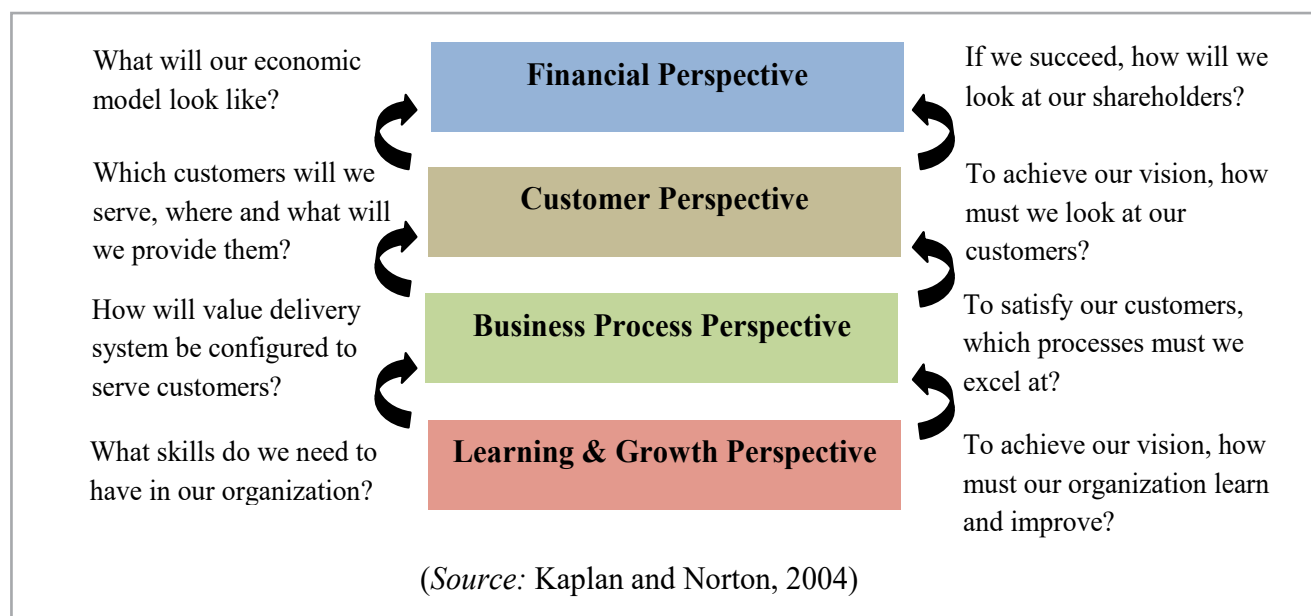 What will our economic
model look like?
Financial Perspective
If we succeed, how will we
look at our shareholders?
Which customers will we
serve, where and what will
we provide them?
Customer Perspective
To achieve our vision, how
must we look at our
customers?
How will value delivery
system be configured to
serve customers?
Business Process Perspective
To satisfy our customers,
which processes must we
excel at?
What skills do we need to
have in our organization?
Learning & Growth Perspective
To achieve our vision, how
must our organization learn
and improve?
(Source: Kaplan and Norton, 2004)